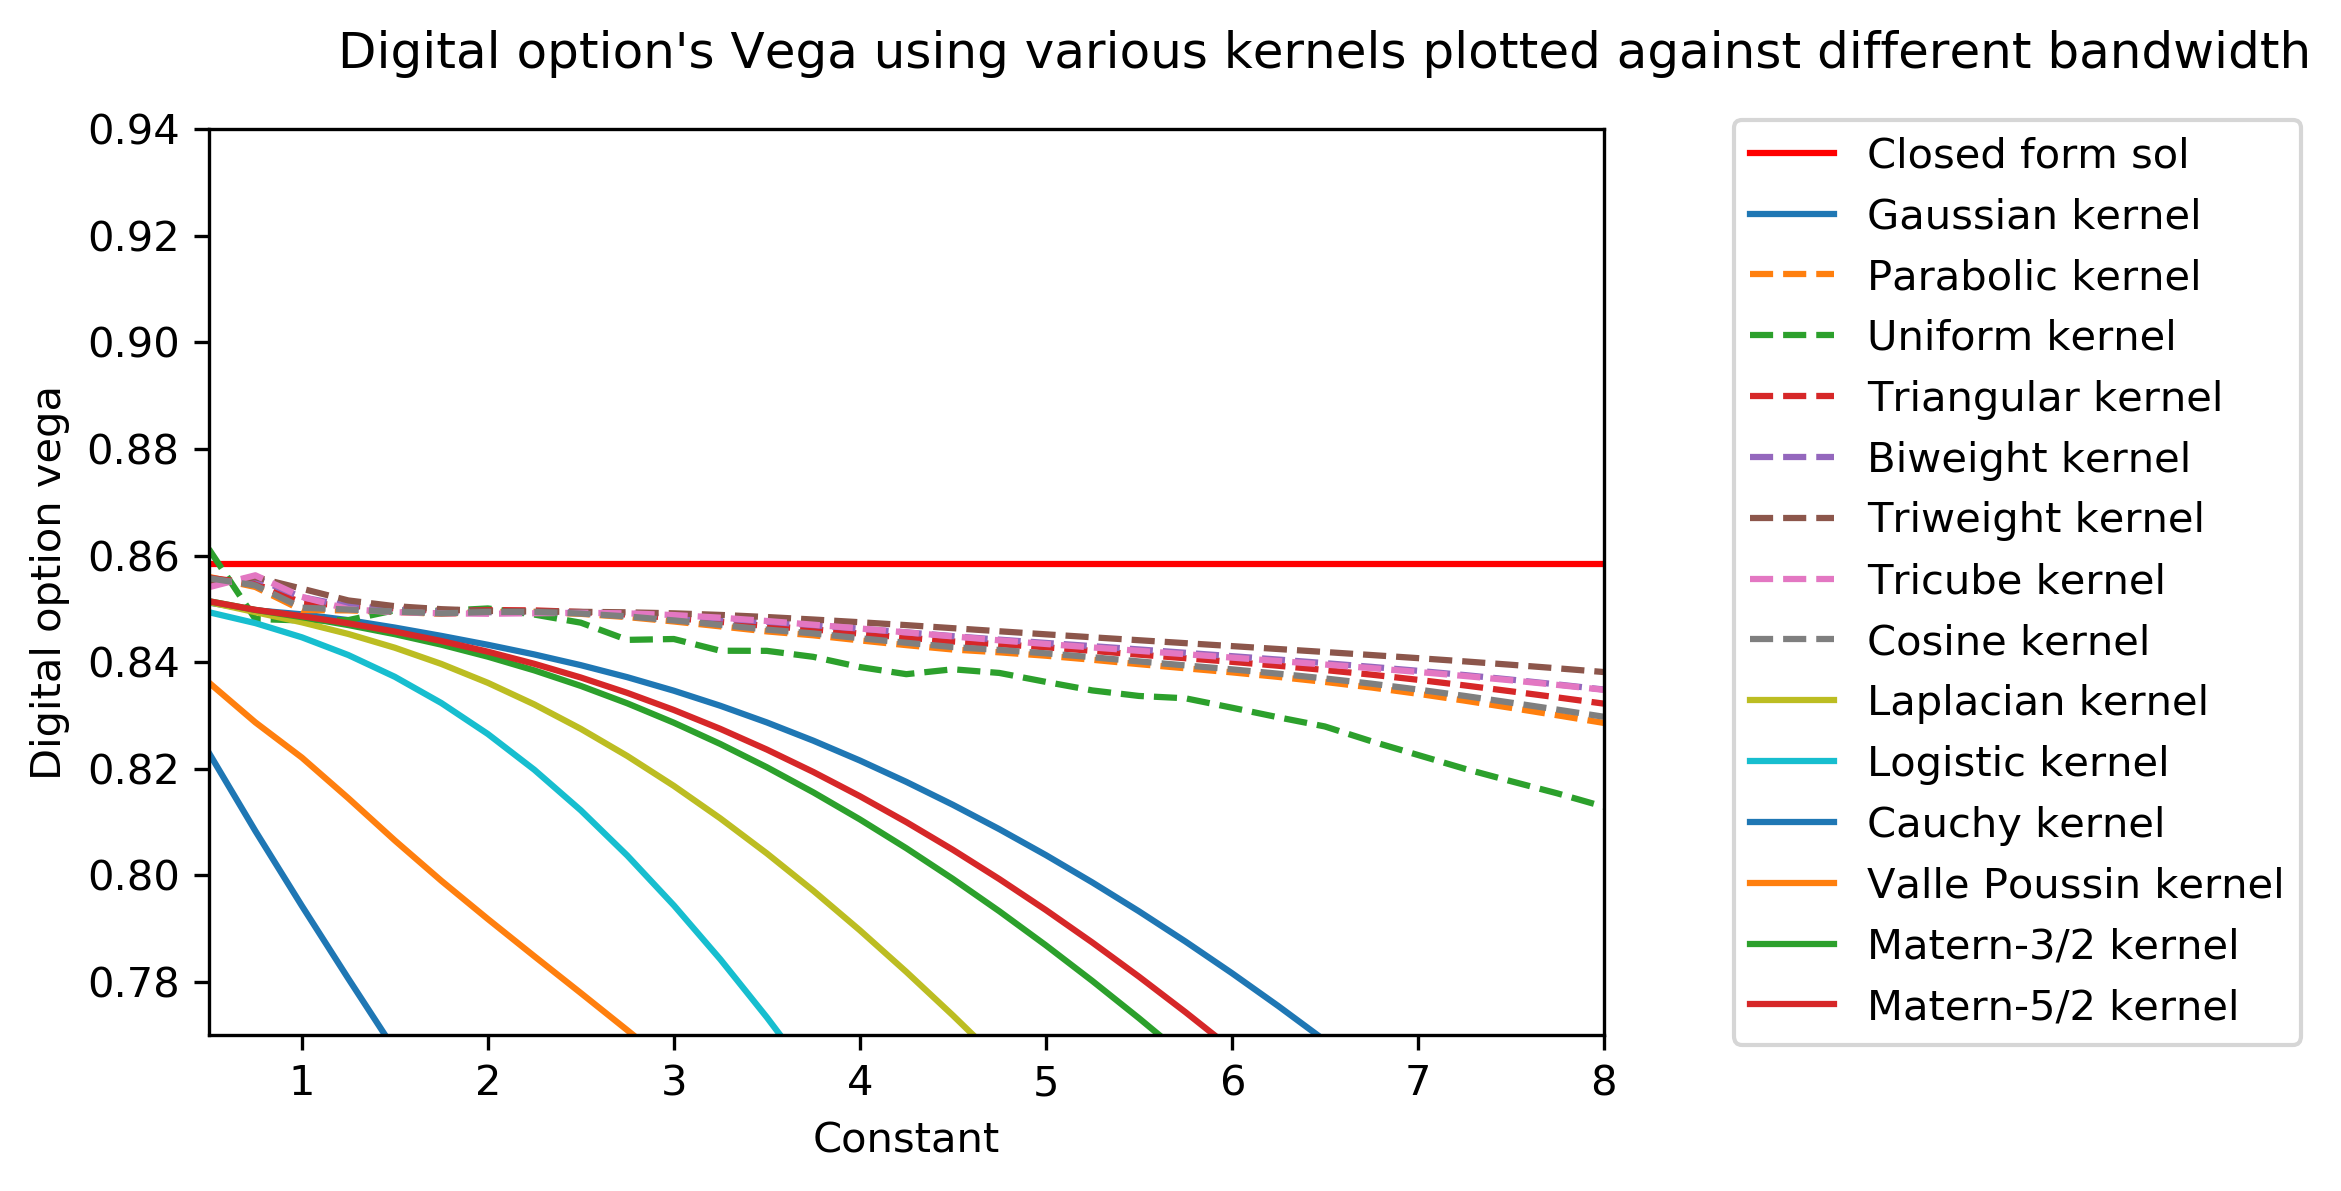 Digital option's Vega using various kernels plotted against different bandwidth
0.94
0.92
0.90
0.88
0.86
0.84
0.82
0.80
0.78
Digital option vega
1 2 3 4 5 6 7 8
Constant
Closed form sol
Gaussian kernel
Parabolic kernel
Uniform kernel
Triangular kernel
Biweight kernel
Triweight kernel
Tricube kernel
Cosine kernel
Laplacian kernel
Logistic kernel
Cauchy kernel
Valle Poussin kernel
Matern-3/2 kernel
Matern-5/2 kernel